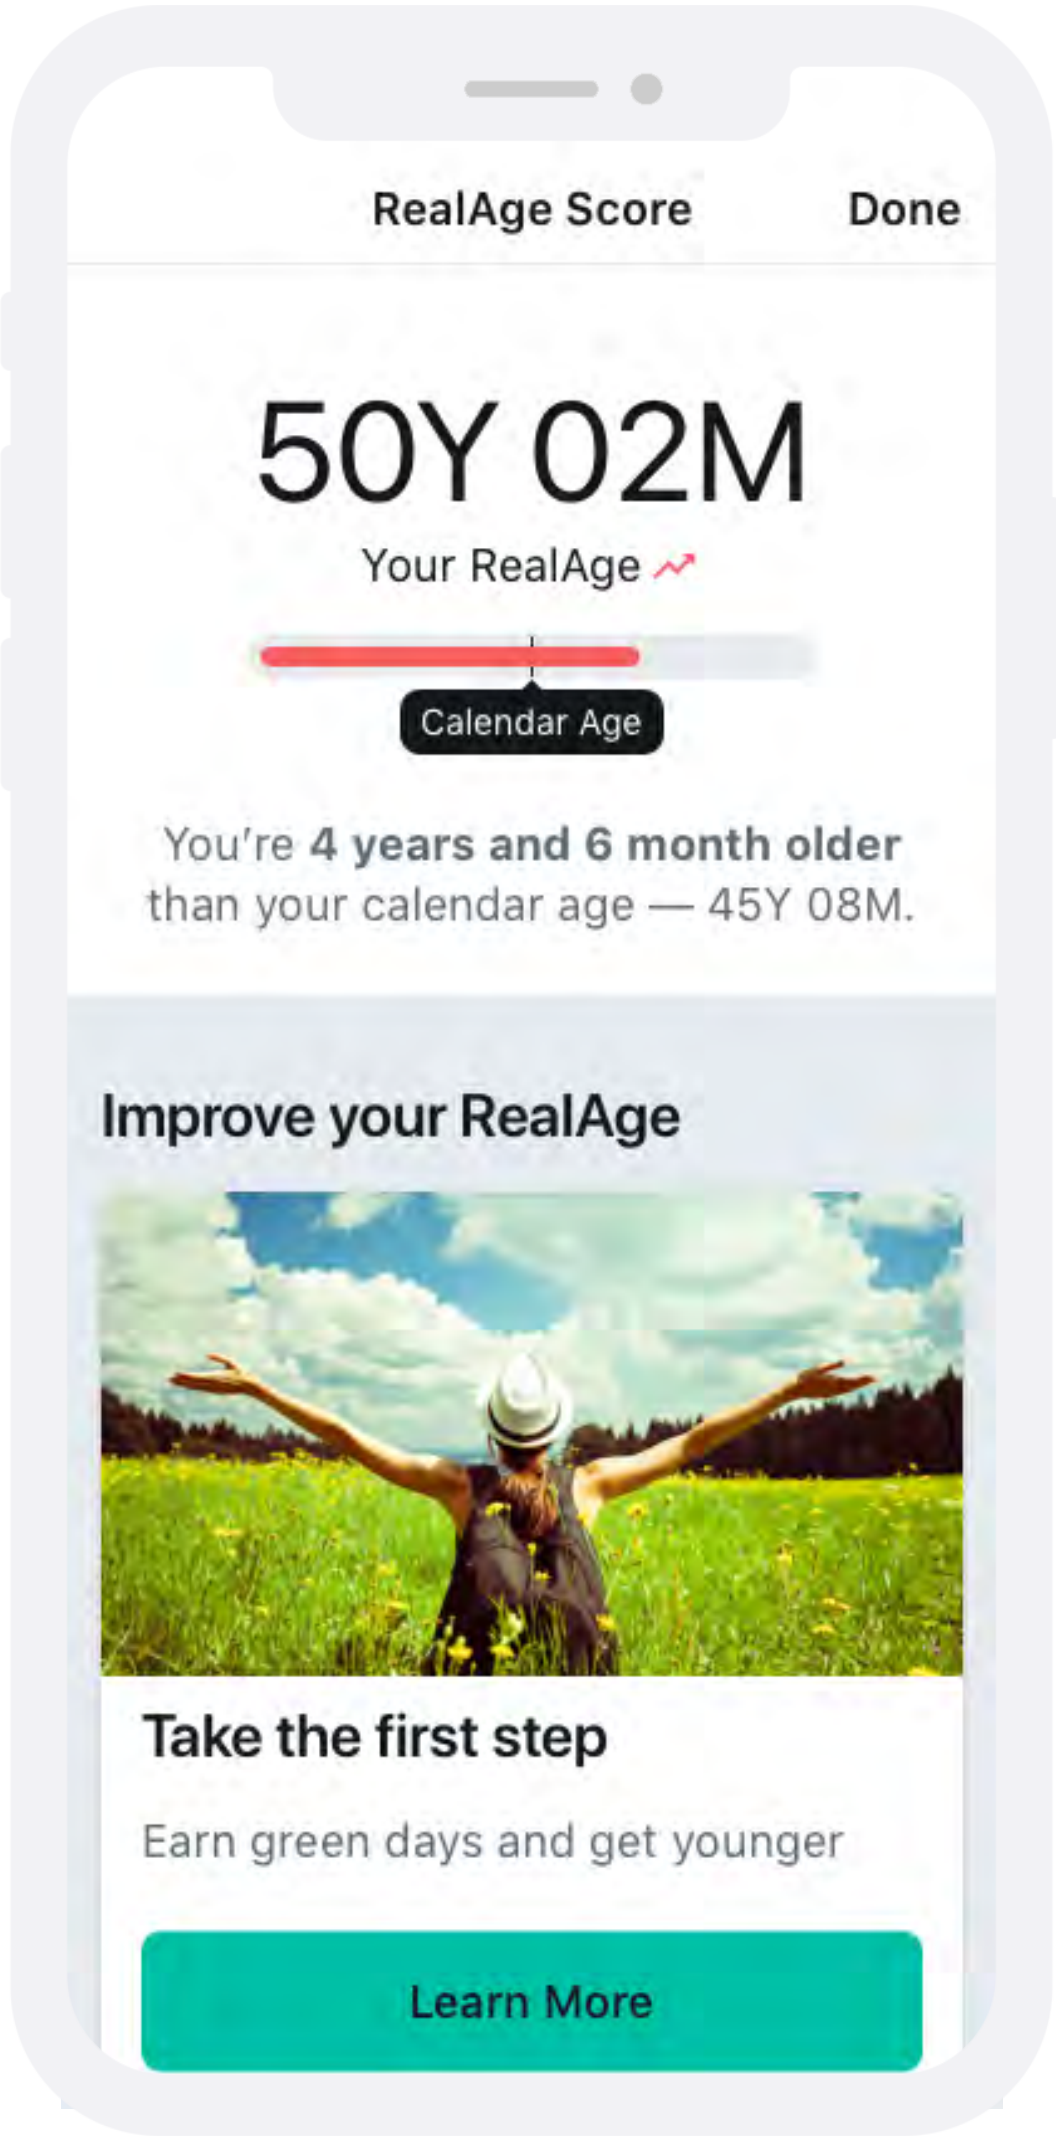 RealAge Score
Done
50Y 02M
Your RealAge
Calendar Age
You’re 4 years and 6 month older
than your calendar age — 45Y 08M.
Improve your RealAge
Take the first step
Earn green days and get younger
Learn More